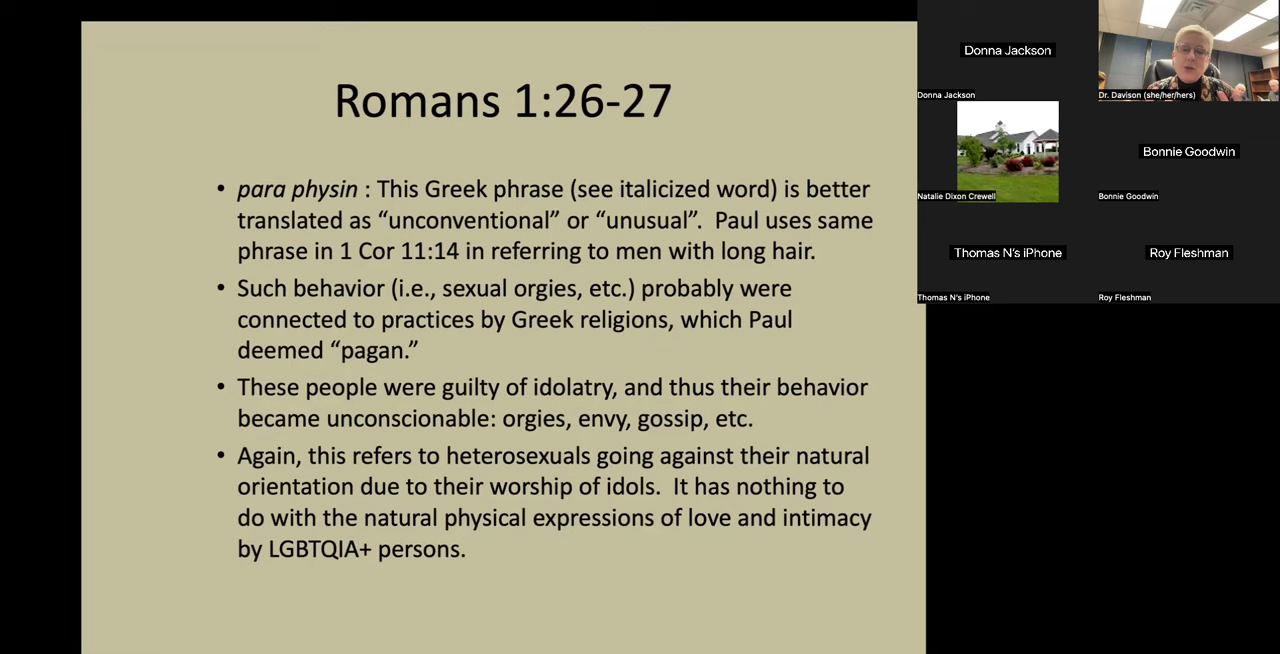 Romans 1:26-27
• para physin : This Greek phrase (see italicized word) is better
translated as “unconventional” or “unusual”. Paul uses same
phrase in 1 Cor 11:14 in referring to men with long hair.
• Such behavior (i.e., sexual orgies, etc.) probably were
connected to practices by Greek religions, which Paul
deemed “pagan.”
• These people were guilty of idolatry, and thus their behavior
became unconscionable: orgies, envy, gossip, etc.
• Again, this refers to heterosexuals going against their natural
orientation due to their worship of idols. It has nothing to
do with the natural physical expressions of love and intimacy
by LGBTQIA+ persons.
Donna Jackson
Donna Jackson
Dr. Davison (she/her/hers)
Natalie Dixon Crewell
Bonnie Goodwin
Bonnie Goodwin
Thomas N's iPhone
Thomas N's iPhone
Roy Fleshman
Roy Fleshman